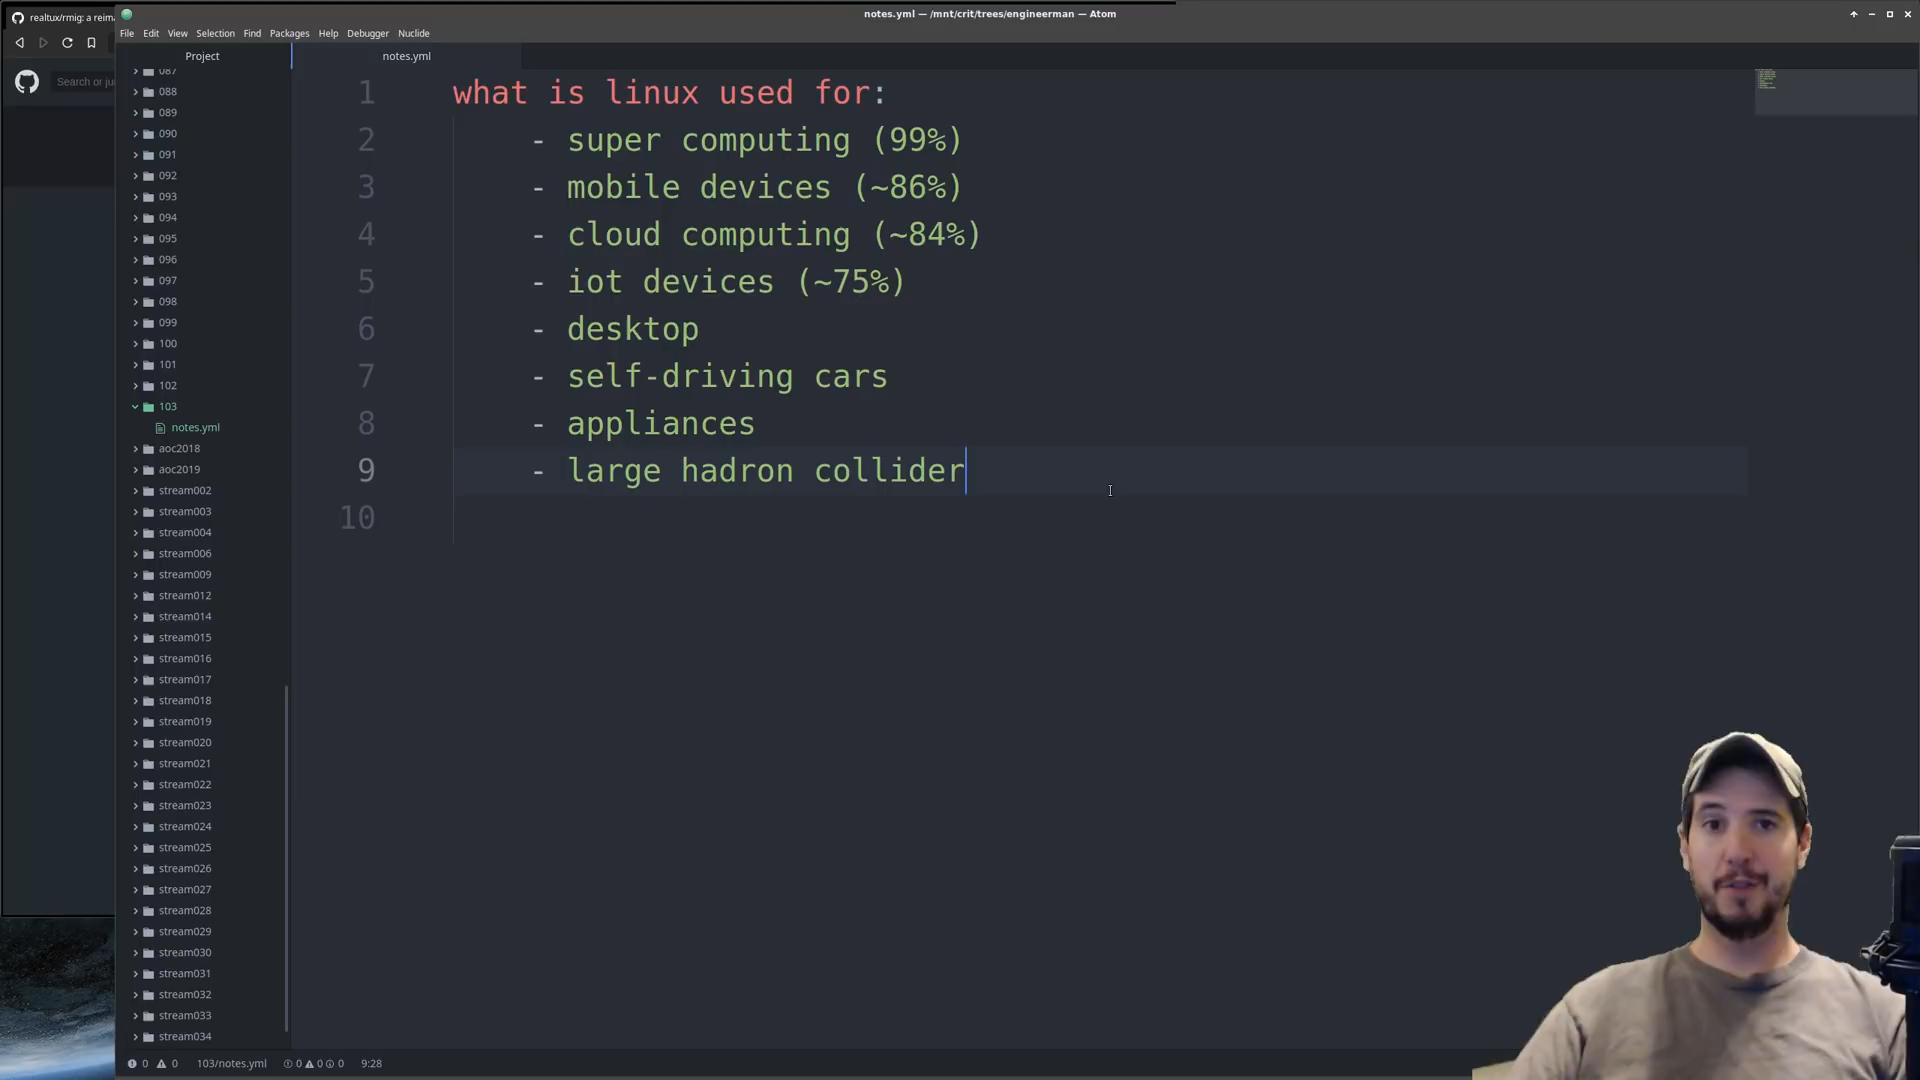 realtux/rmig: a reima
notes.yml — /mnt/crit/trees/engineerman — Atom
File Edit View Selection Find Packages Help Debugger Nuclide
Search or ju
Project
notes.yml
087
088
089
090
091
092
093
094
095
096
097
098
099
100
101
102
103
notes.yml
aoc2018
aoc2019
stream002
stream003
stream004
stream006
stream009
stream012
stream014
stream015
stream016
stream017
stream018
stream019
stream020
stream021
stream022
stream023
stream024
stream025
stream026
stream027
stream028
stream029
stream030
stream031
stream032
stream033
stream034
1 what is linux used for:
2 - super computing (99%)
3 - mobile devices (~86%)
4 - cloud computing (~84%)
5 - iot devices (~75%)
6 - desktop
7 - self-driving cars
8 - appliances
9 - large hadron collider
10
0 0 103/notes.yml 0 0 0 9:28